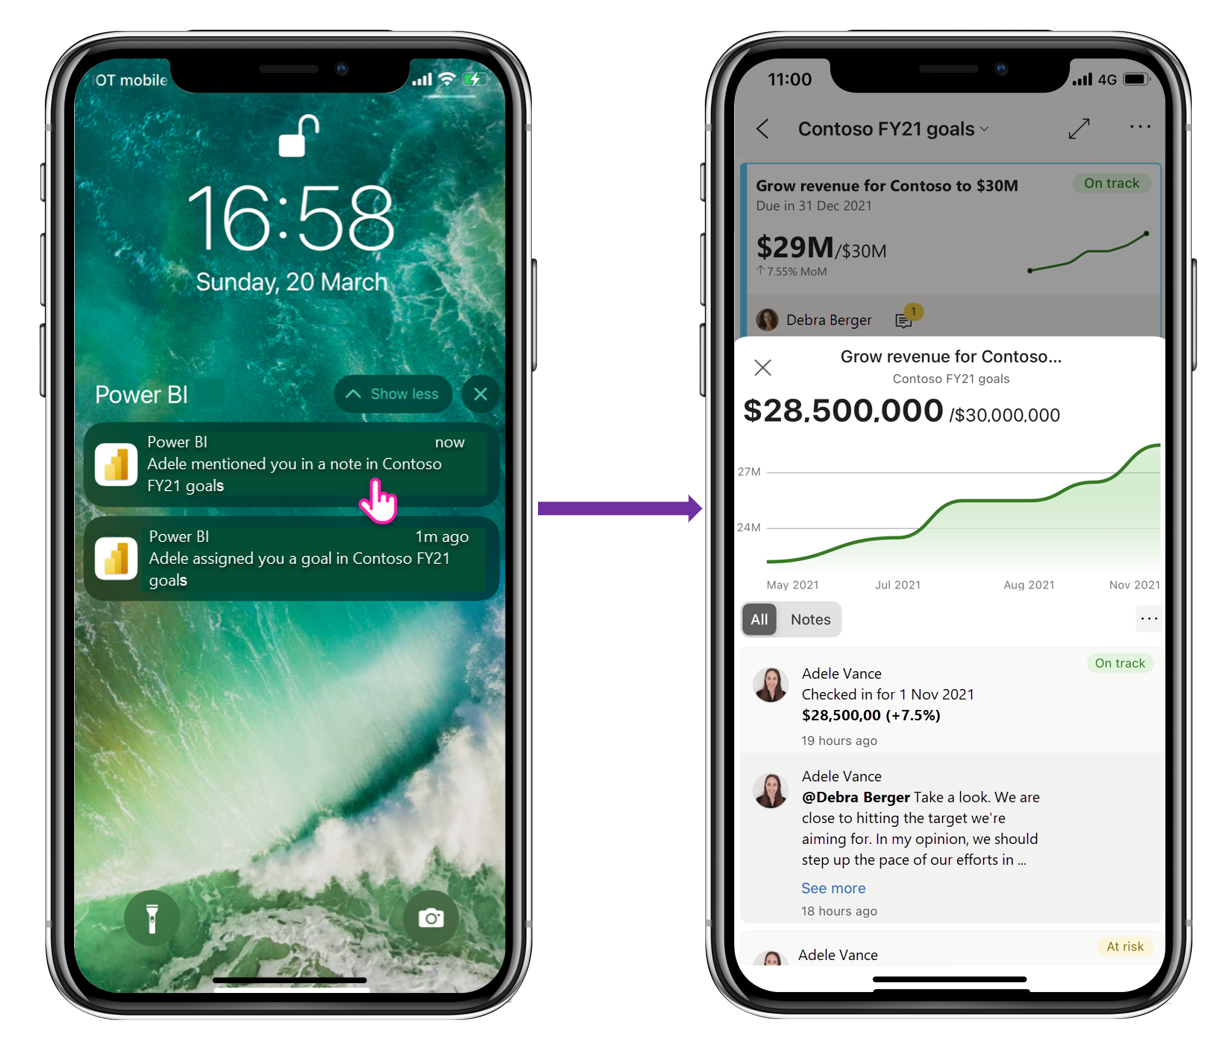 IOT mobile
16:58
Sunday, 20 March
Power BI
Show less
Power BI
now
Adele mentioned you in a note in Contoso
FY21 goals
Power BI
1m ago
Adele assigned you a goal in Contoso FY21
goals
11:00
4G
Contoso FY21 goals
Grow revenue for Contoso to $30M
On track
Due in 31 Dec 2021
$29M/$30M
↑ 7.55% MoM
Debra Berger
1
Grow revenue for Contoso...
Contoso FY21 goals
$28,500,000 /$30,000,000
27M
24M
May 2021
Jul 2021
Aug 2021
Nov 2021
All
Notes
...
Adele Vance
On track
Checked in for 1 Nov 2021
$28,500,00 (+7.5%)
19 hours ago
Adele Vance
@Debra Berger Take a look. We are
close to hitting the target we're
aiming for. In my opinion, we should
step up the pace of our efforts in ...
See more
18 hours ago
Adele Vance
At risk